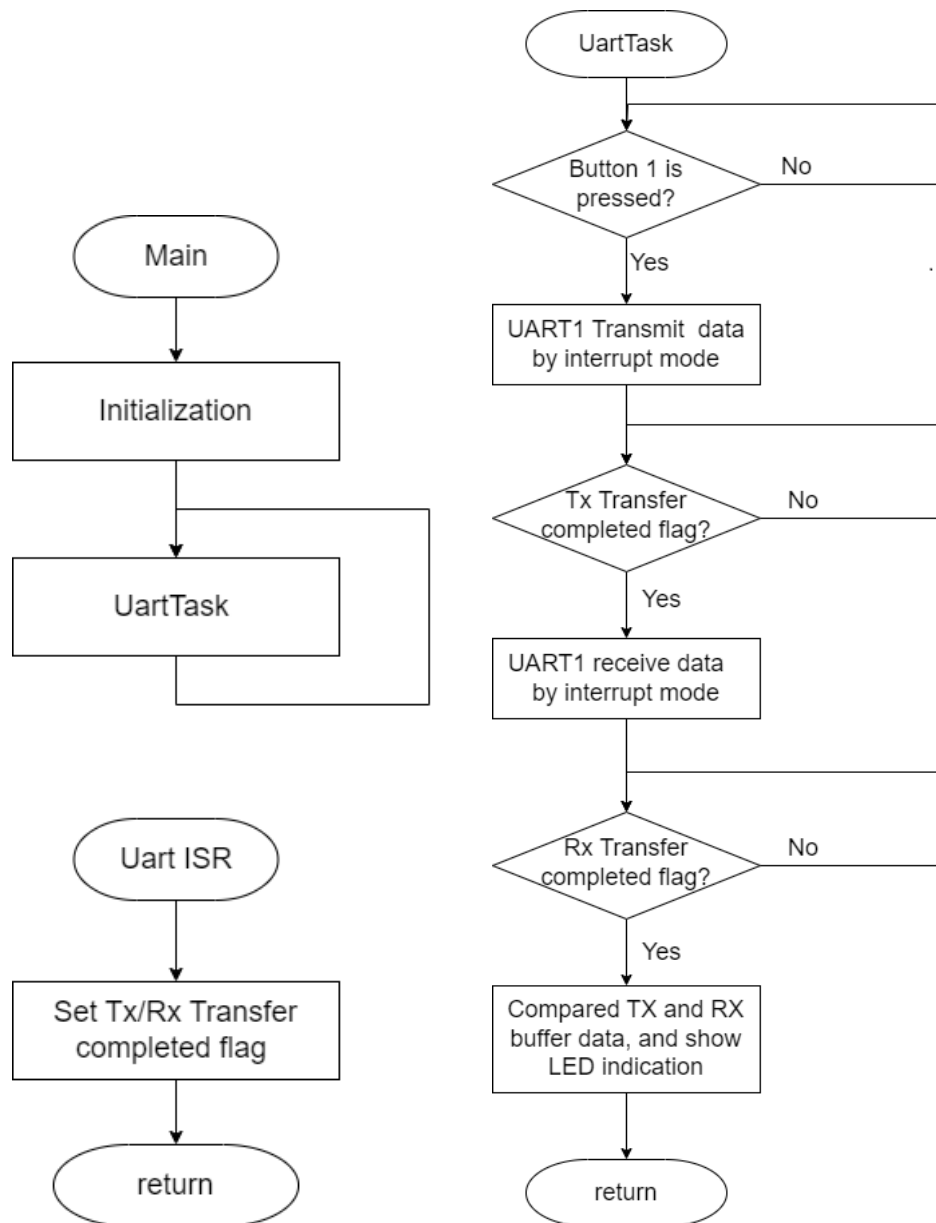 Main
Initialization
UartTask
Uart ISR
Set Tx/Rx Transfer
completed flag
return
UartTask
Button 1 is
pressed?
No
Yes
.
UART1 Transmit data
by interrupt mode
Tx Transfer
completed flag?
No
Yes
UART1 receive data
by interrupt mode
Rx Transfer
completed flag?
No
Yes
Compared TX and RX
buffer data, and show
LED indication
return